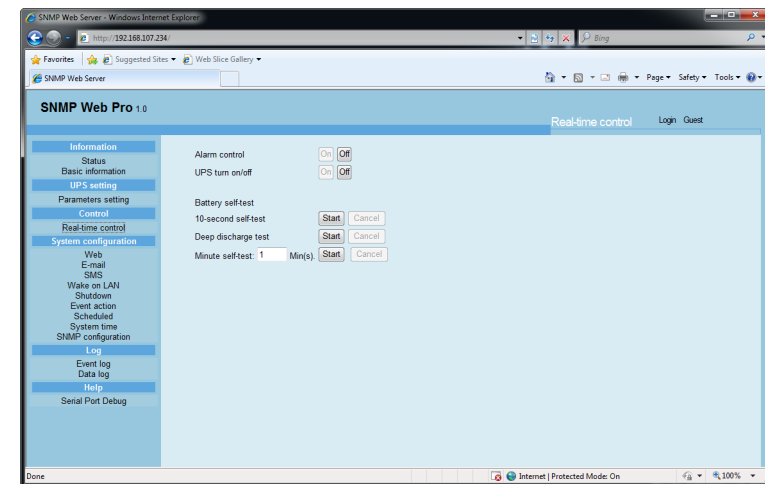 SNMP Web Server - Windows Internet Explorer
http://192.168.107.234/
Bing
Favorites Suggested Sites Web Slice Gallery
SNMP Web Server
Page Safety Tools
SNMP Web Pro 1.0
Real-time control Login Guest
Information
Status
Basic information
UPS setting
Parameters setting
Control
Real-time control
System configuration
Web
E-mail
SMS
Wake on LAN
Shutdown
Event action
Scheduled
System time
SNMP configuration
Log
Event log
Data log
Help
Serial Port Debug
Alarm control On Off
UPS turn on/off On Off
Battery self-test
10-second self-test Start Cancel
Deep discharge test Start Cancel
Minute self-test: 1 Min(s). Start Cancel
Done Internet | Protected Mode: On 100%